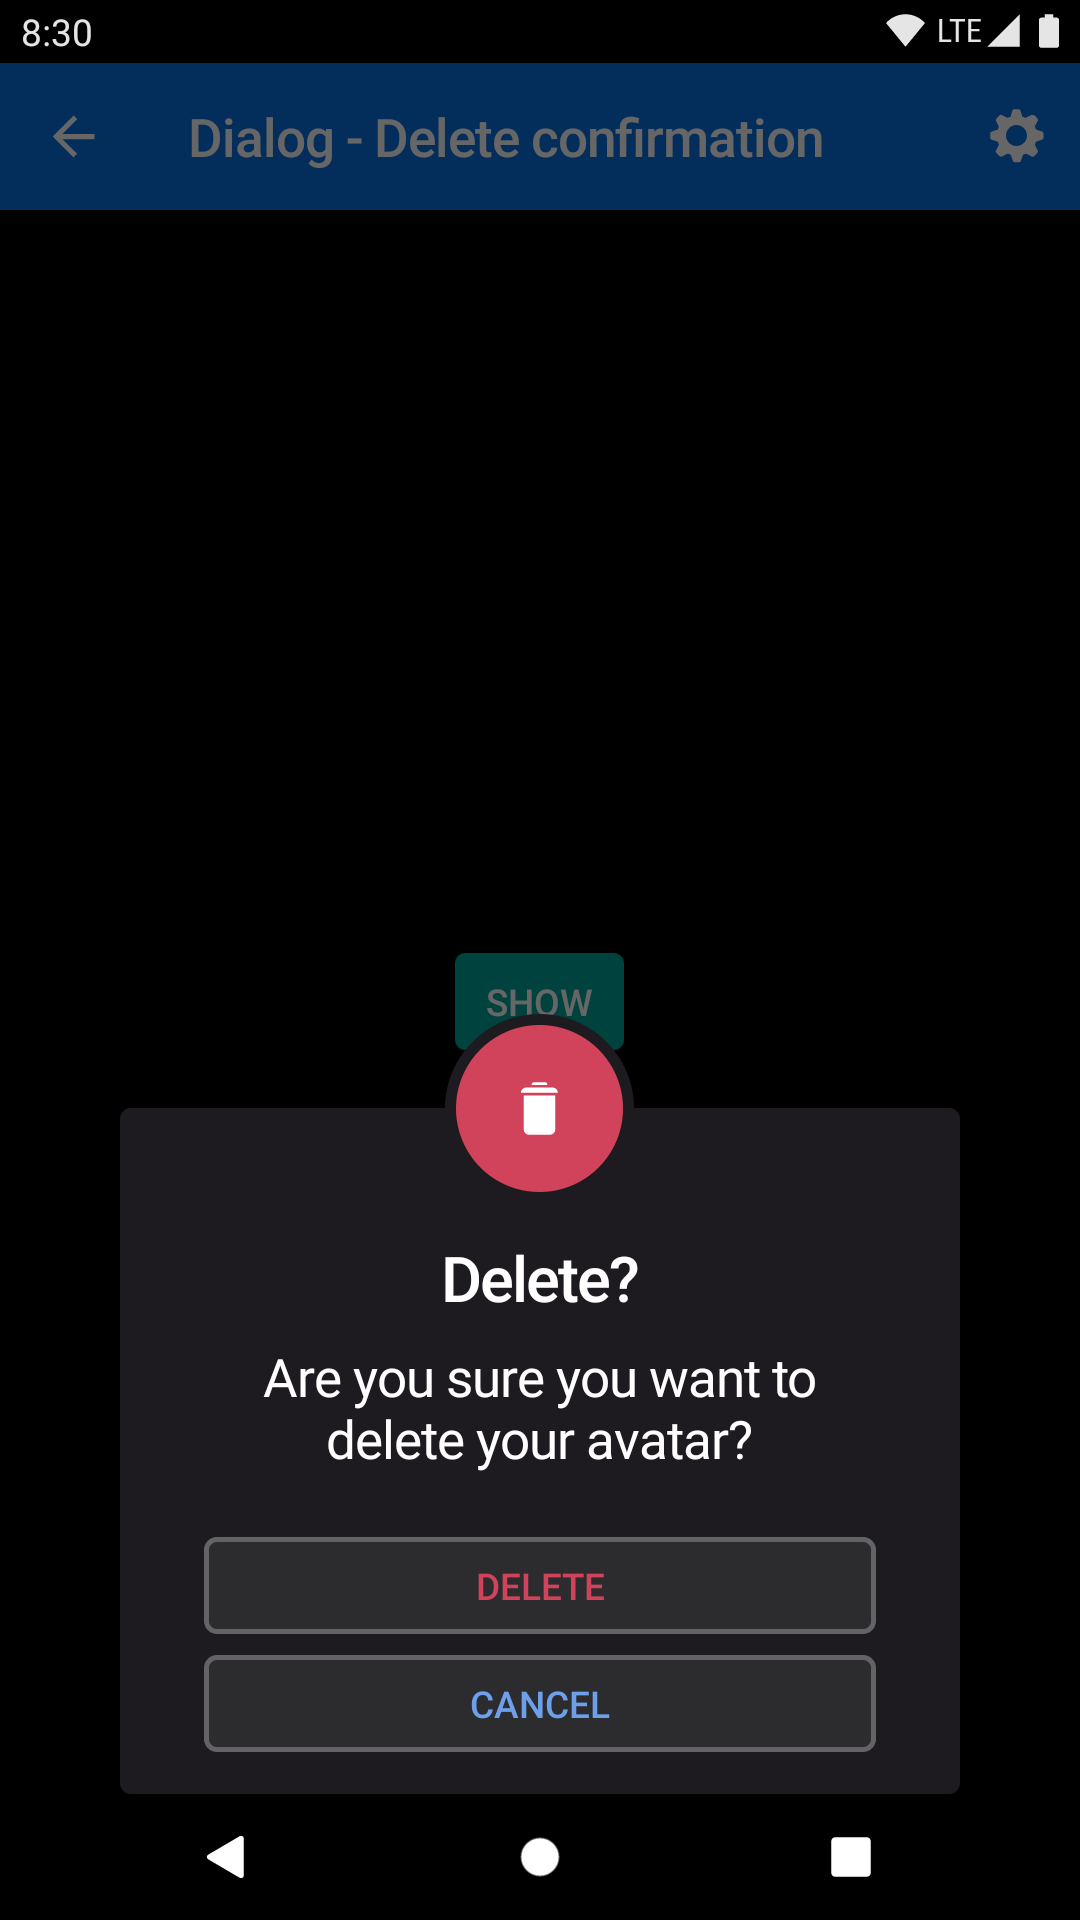 8:30
LTE
Dialog - Delete confirmation
SHOW
Delete?
Are you sure you want to
delete your avatar?
DELETE
CANCEL